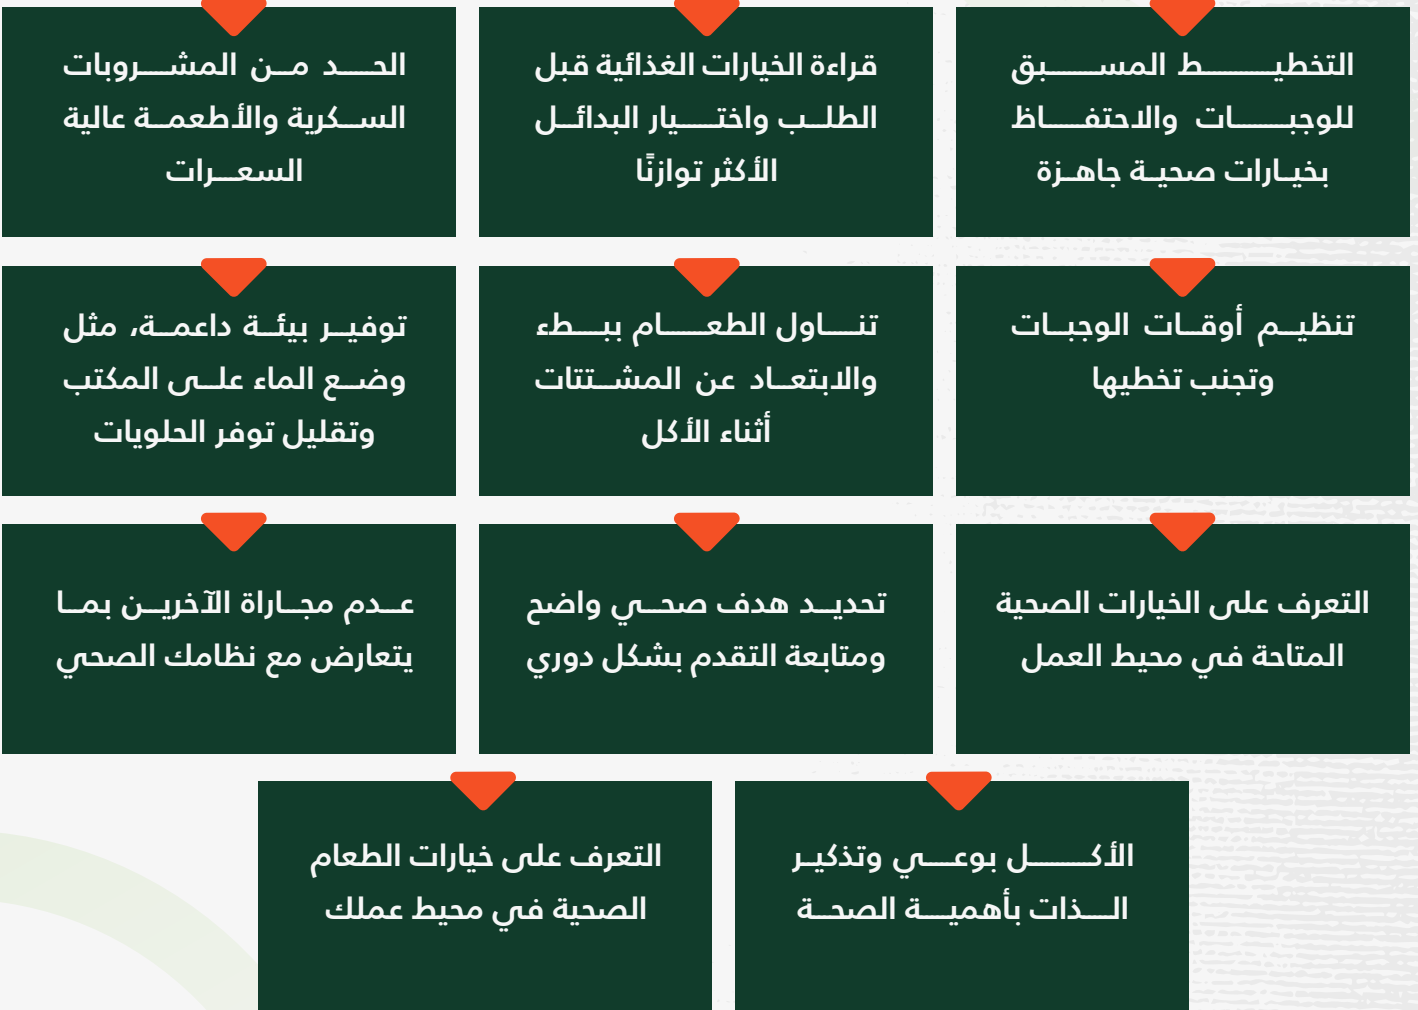 التخطيط المسبق
للوجبات والاحتفاظ
بخيارات صحية جاهزة
قراءة الخيارات الغذائية قبل
الطلب واختيار البدائل
الأكثر توازنًا
الحد من المشروبات
السكرية والأطعمة عالية
السعرات
تنظيم أوقات الوجبات
وتجنب تخطيها
تناول الطعام ببطء
والابتعاد عن المشتتات
أثناء الأكل
توفير بيئة داعمة، مثل
وضع الماء على المكتب
وتقليل توفر الحلويات
التعرف على الخيارات الصحية
المتاحة في محيط العمل
تحديد هدف صحي واضح
ومتابعة التقدم بشكل دوري
عدم مجاراة الآخرين بما
يتعارض مع نظامك الصحي
الأكل بوعي وتذكير
الذات بأهمية الصحة
التعرف على خيارات الطعام
الصحية في محيط عملك